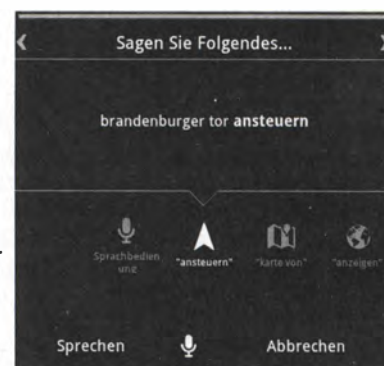 Sagen Sie Folgendes...
brandenburger tor ansteuern
Sprachbedien
ung
"ansteuern"
"karte von"
"anzeigen"
Sprechen
Abbrechen